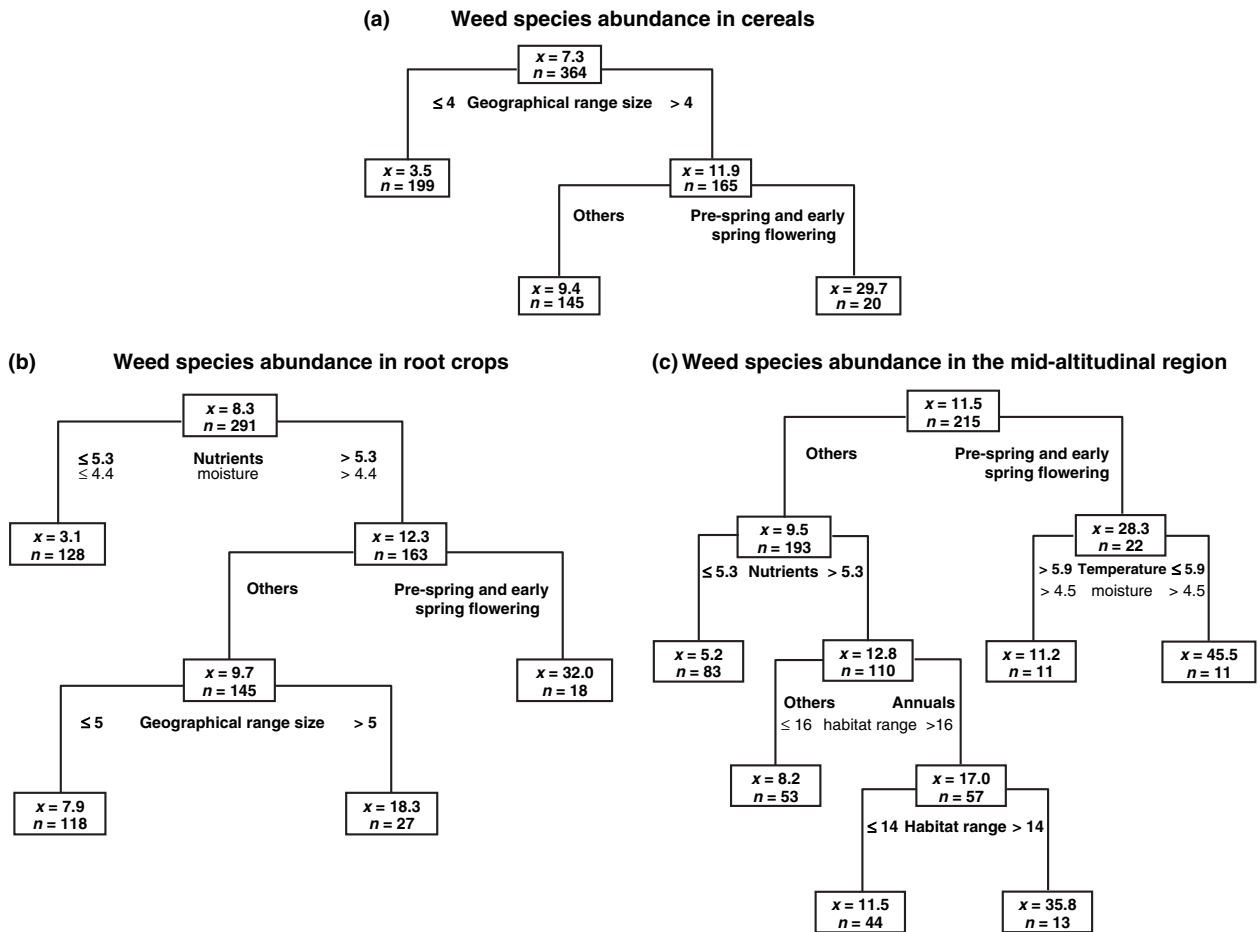 (a) Weed species abundance in cereals
x = 7.3
n = 364
≤ 4 Geographical range size > 4
x = 3.5
n = 199
x = 11.9
n = 165
Others
Pre-spring and early
spring flowering
x = 9.4
n = 145
x = 29.7
n = 20
(b) Weed species abundance in root crops
x = 8.3
n = 291
≤ 5.3 Nutrients > 5.3
≤ 4.4 moisture > 4.4
x = 3.1
n = 128
x = 12.3
n = 163
Others
Pre-spring and early
spring flowering
x = 9.7
n = 145
x = 32.0
n = 18
≤ 5 Geographical range size > 5
x = 7.9
n = 118
x = 18.3
n = 27
(c) Weed species abundance in the mid-altitudinal region
x = 11.5
n = 215
Others
Pre-spring and early
spring flowering
x = 9.5
n = 193
x = 28.3
n = 22
≤ 5.3 Nutrients > 5.3
> 5.9 Temperature ≤ 5.9
> 4.5 moisture > 4.5
x = 5.2
n = 83
x = 12.8
n = 110
x = 11.2
n = 11
x = 45.5
n = 11
Others Annuals
≤ 16 habitat range >16
x = 8.2
n = 53
x = 17.0
n = 57
≤ 14 Habitat range > 14
x = 11.5
n = 44
x = 35.8
n = 13